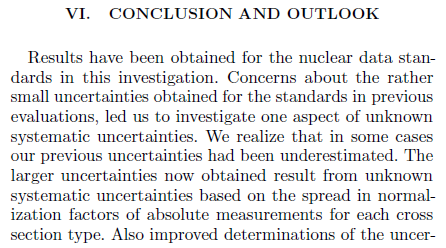 VI. CONCLUSION AND OUTLOOK
Results have been obtained for the nuclear data stan-
dards in this investigation. Concerns about the rather
small uncertainties obtained for the standards in previous
evaluations, led us to investigate one aspect of unknown
systematic uncertainties. We realize that in some cases
our previous uncertainties had been underestimated. The
larger uncertainties now obtained result from unknown
systematic uncertainties based on the spread in normal-
ization factors of absolute measurements for each cross
section type. Also improved determinations of the uncer-